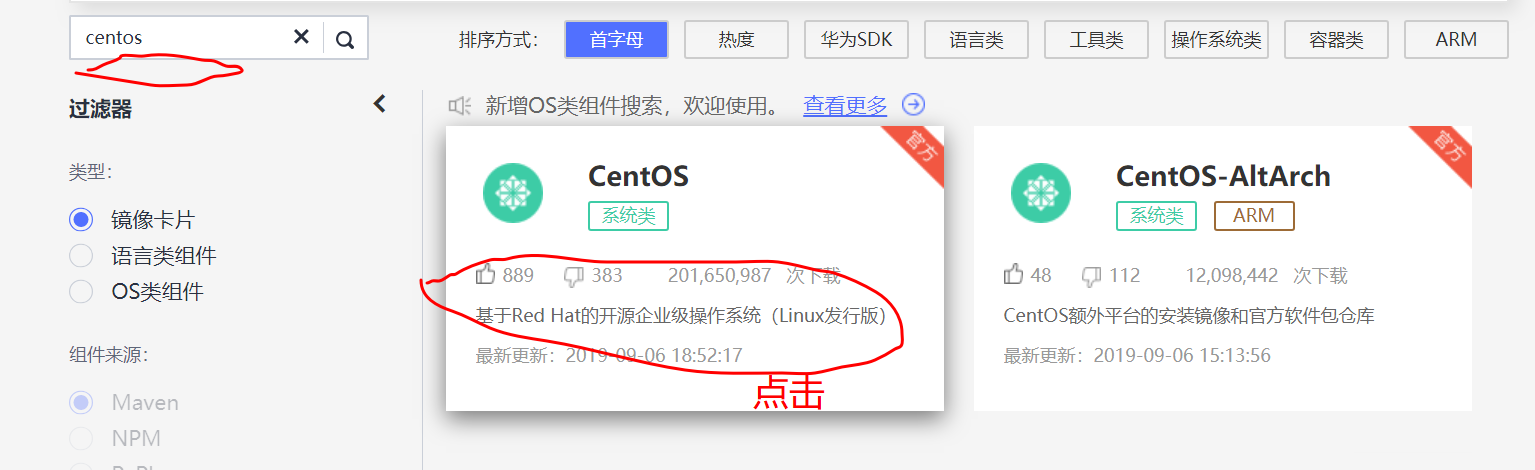 centos
排序方式： 首字母 热度 华为SDK 语言类 工具类 操作系统类 容器类 ARM
过滤器
新增OS类组件搜索，欢迎使用。 查看更多
类型：
镜像卡片
语言类组件
OS类组件
组件来源：
Maven
NPM
官方
CentOS
系统类
889 383 201,650,987 次下载
基于Red Hat的开源企业级操作系统（Linux发行版）
最新更新：2019-09-06 18:52:17
点击
官方
CentOS-AltArch
系统类 ARM
48 112 12,098,442 次下载
CentOS额外平台的安装镜像和官方软件包仓库
最新更新：2019-09-06 15:13:56